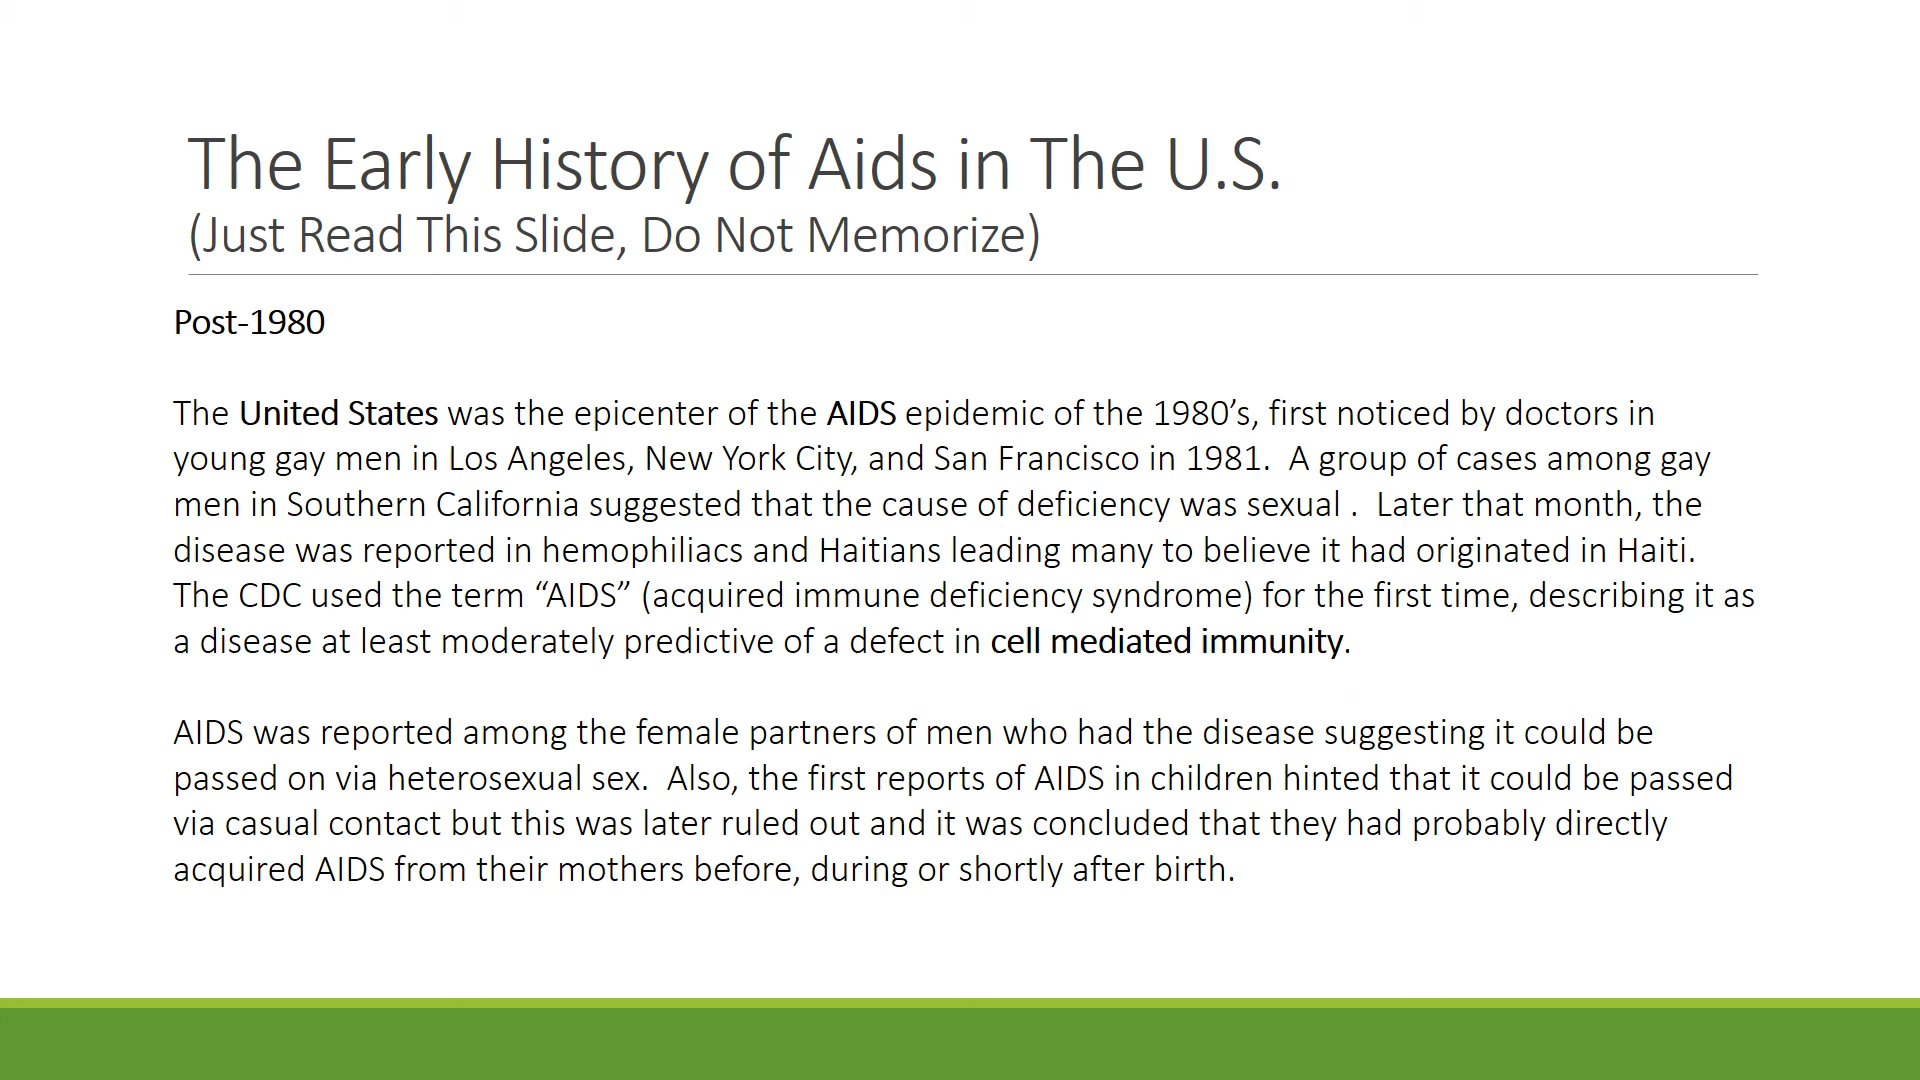 The Early History of Aids in The U.S.
(Just Read This Slide, Do Not Memorize)
Post-1980
The United States was the epicenter of the AIDS epidemic of the 1980’s, first noticed by doctors in
young gay men in Los Angeles, New York City, and San Francisco in 1981.  A group of cases among gay
men in Southern California suggested that the cause of deficiency was sexual .  Later that month, the
disease was reported in hemophiliacs and Haitians leading many to believe it had originated in Haiti.
The CDC used the term “AIDS” (acquired immune deficiency syndrome) for the first time, describing it as
a disease at least moderately predictive of a defect in cell mediated immunity.
AIDS was reported among the female partners of men who had the disease suggesting it could be
passed on via heterosexual sex.  Also, the first reports of AIDS in children hinted that it could be passed
via casual contact but this was later ruled out and it was concluded that they had probably directly
acquired AIDS from their mothers before, during or shortly after birth.